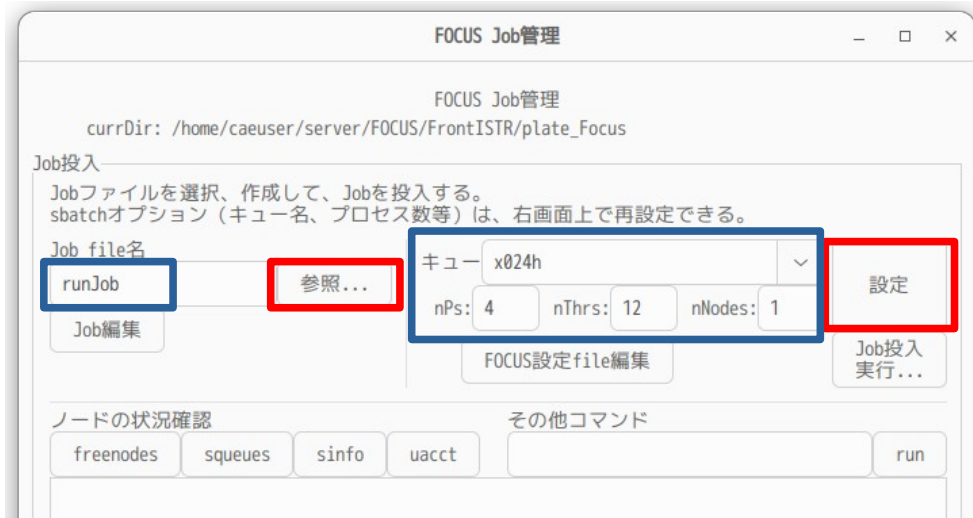 FOCUS Job管理
FOCUS Job管理
currDir: /home/caeuser/server/FOCUS/FrontISTR/plate_Focus
Job投入
Jobファイルを選択、作成して、Jobを投入する。
sbatchオプション（キュー名、プロセス数等）は、右画面上で再設定できる。
Job file名
runJob 参照...
Job編集
キュー x024h
nPs: 4 nThrs: 12 nNodes: 1
設定
FOCUS設定file編集
Job投入
実行...
ノードの状況確認
freenodes squeues sinfo uacct
その他コマンド
run